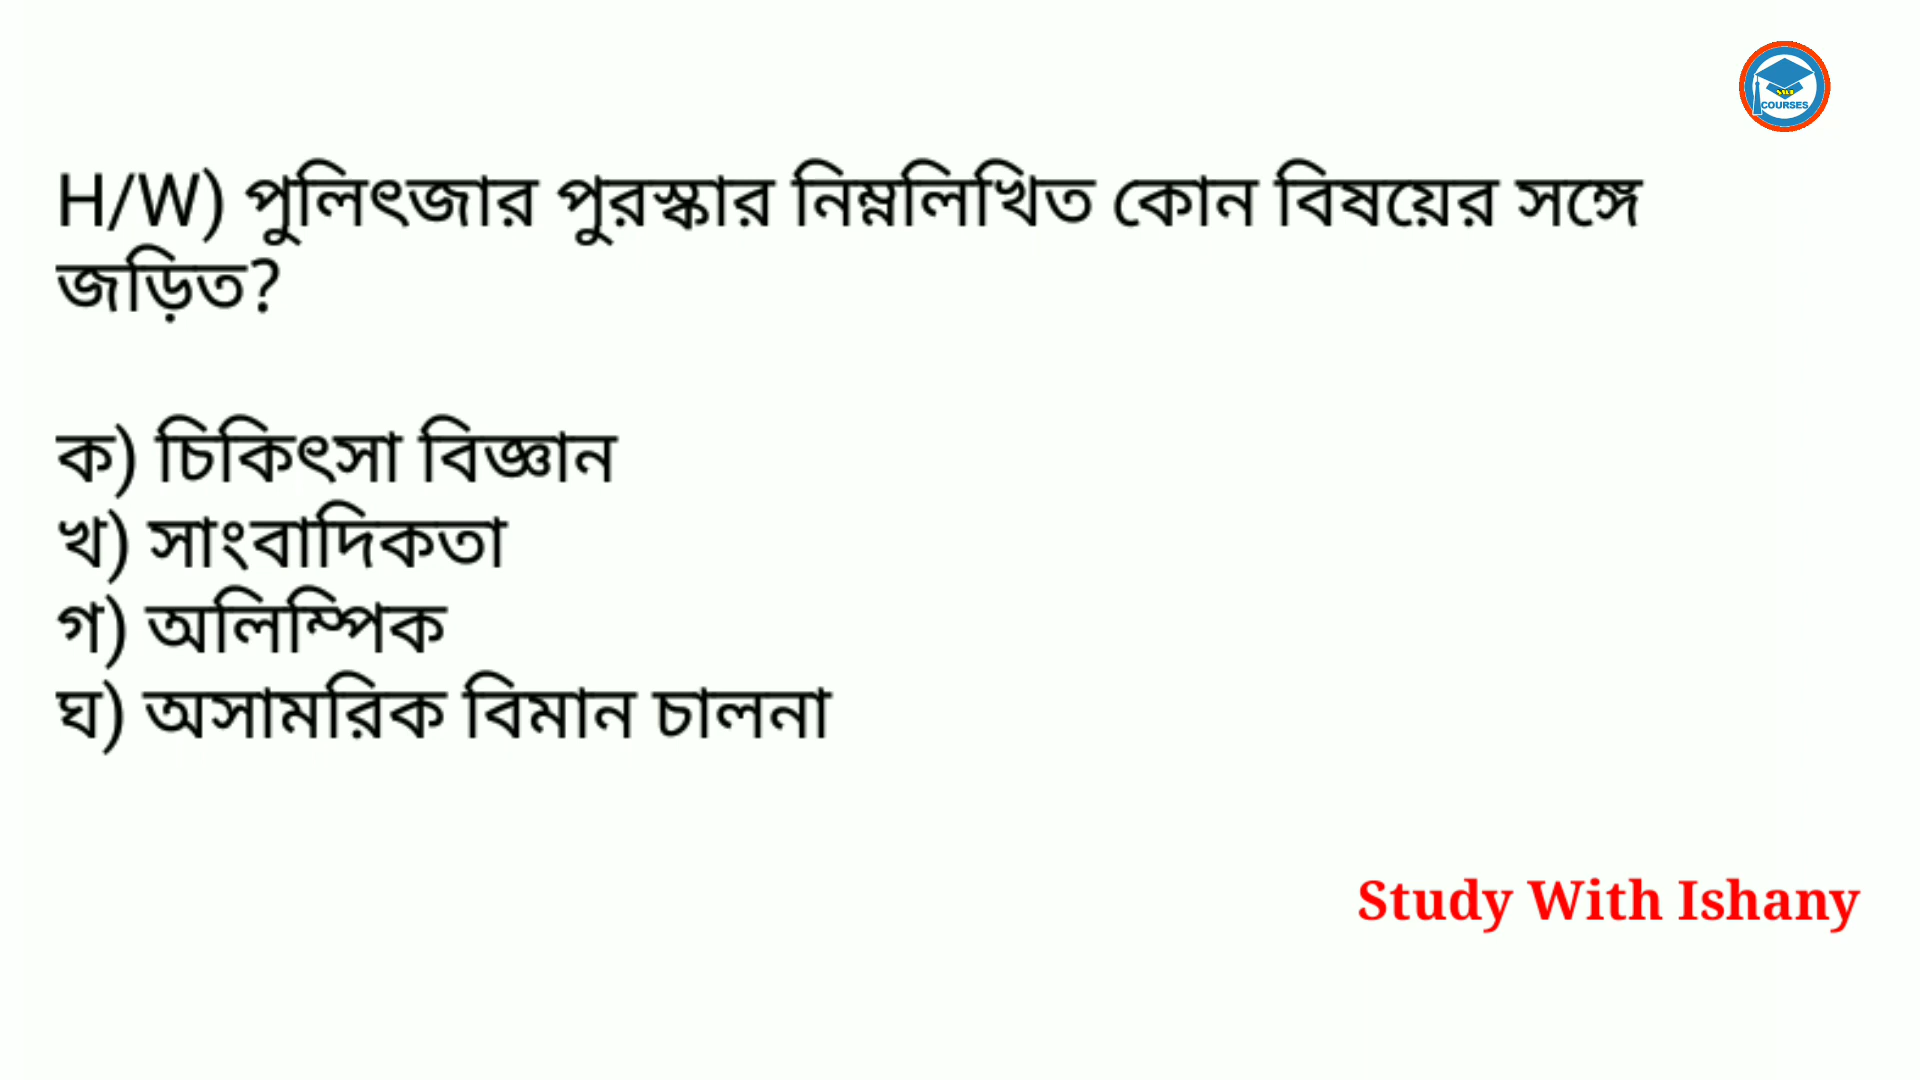 H/W) পুলিৎজার পুরস্কার নিম্নলিখিত কোন বিষয়ের সঙ্গে
জড়িত?
ক) চিকিৎসা বিজ্ঞান
খ) সাংবাদিকতা
গ) অলিম্পিক
ঘ) অসামরিক বিমান চালনা
COURSES
Study With Ishany